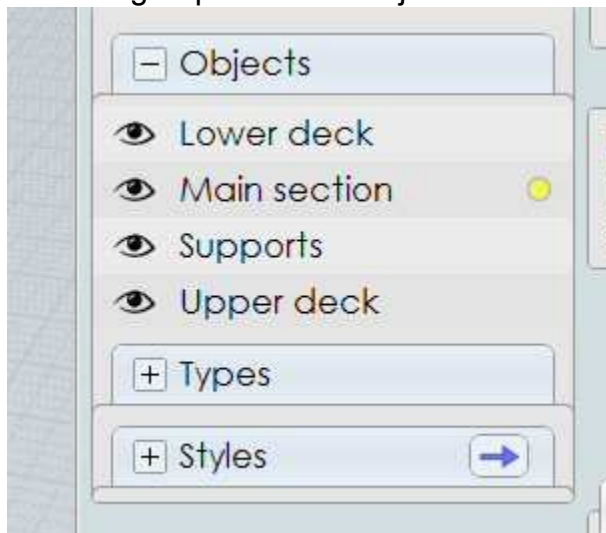 Objects
Lower deck
Main section
Supports
Upper deck
Types
Styles